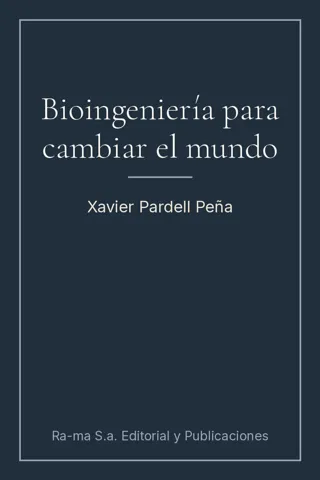 Bioingeniería para
cambiar el mundo
Xavier Pardell Peña
Ra-ma S.a. Editorial y Publicaciones